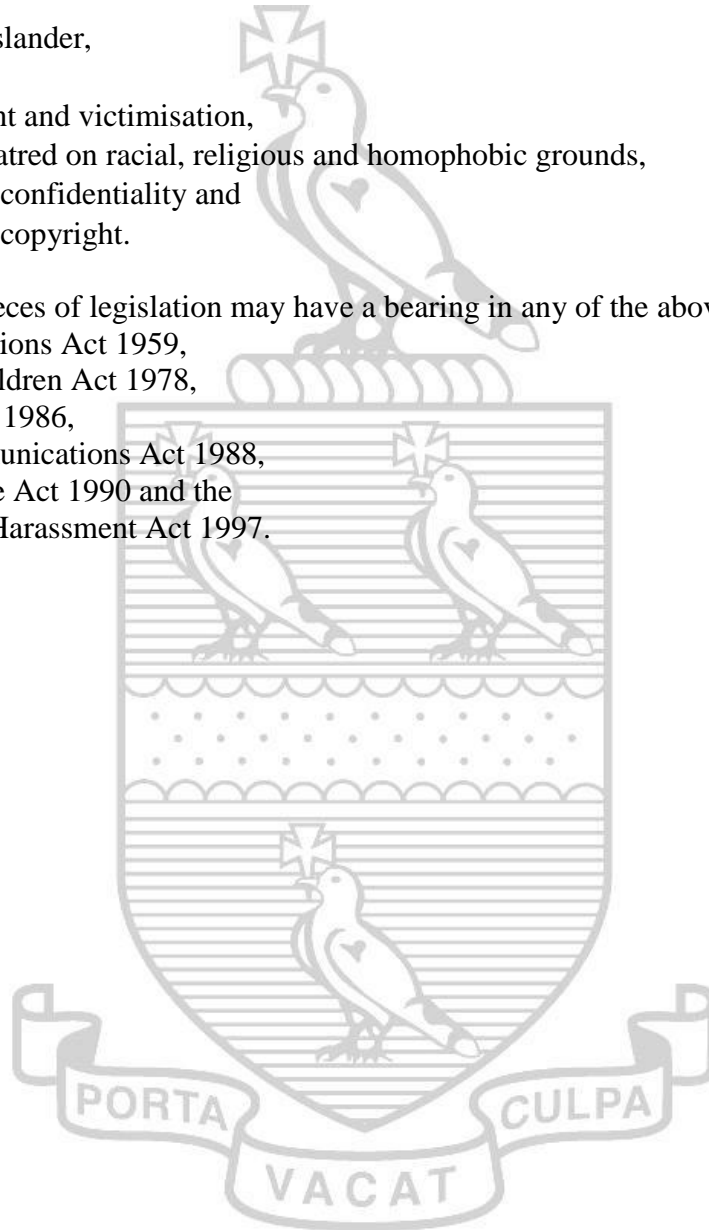 slander,
nt and victimisation,
atred on racial, religious and homophobic grounds,
confidentiality and
copyright.
eces of legislation may have a bearing in any of the abov
ions Act 1959,
ldren Act 1978,
1986,
unications Act 1988,
e Act 1990 and the
Harassment Act 1997.
PORTA
VACAT
CULPA